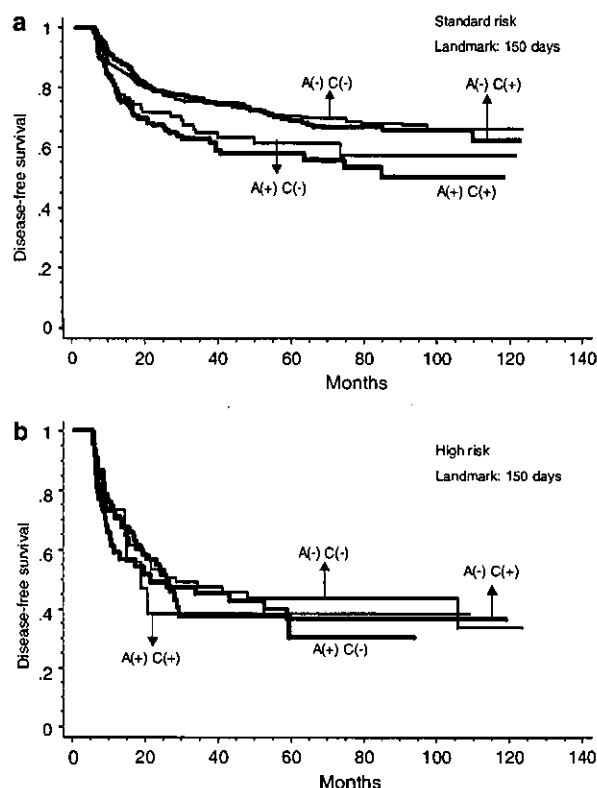 a
Standard risk
Landmark: 150 days
A(-) C(-)
A(-) C(+)
A(+) C(-)
A(+) C(+)
Disease-free survival
1
.8
.6
.4
.2
0
0 20 40 60 80 100 120 140
Months
b
High risk
Landmark: 150 days
A(-) C(-)
A(-) C(+)
A(+) C(+)
A(+) C(-)
Disease-free survival
1
.8
.6
.4
.2
0
0 20 40 60 80 100 120 140
Months